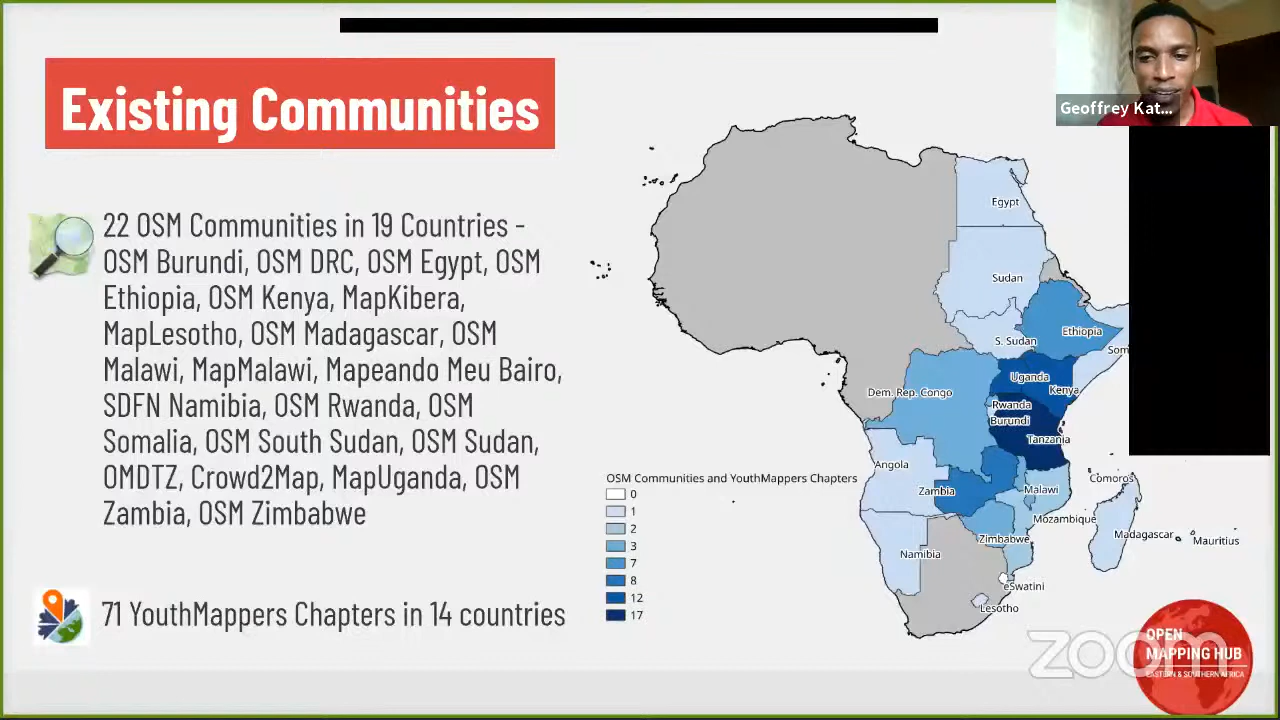 Existing Communities
Geoffrey Kat...
22 OSM Communities in 19 Countries -
OSM Burundi, OSM DRC, OSM Egypt, OSM
Ethiopia, OSM Kenya, MapKibera,
MapLesotho, OSM Madagascar, OSM
Malawi, MapMalawi, Mapeando Meu Bairo,
SDFN Namibia, OSM Rwanda, OSM
Somalia, OSM South Sudan, OSM Sudan,
OMDTZ, Crowd2Map, MapUganda, OSM
Zambia, OSM Zimbabwe
71 YouthMappers Chapters in 14 countries
Egypt
Sudan
Ethiopia
S. Sudan
Som
Uganda
Kenya
Dem. Rep. Congo
Rwanda
Burundi
Tanzania
Angola
Comoros
Zambia
Malawi
Mozambique
Madagascar
Mauritius
Zimbabwe
Namibia
eSwatini
Lesotho
OSM Communities and YouthMappers Chapters
0
1
2
3
7
8
12
17
zoom
OPEN
MAPPING HUB
EASTERN & SOUTHERN AFRICA